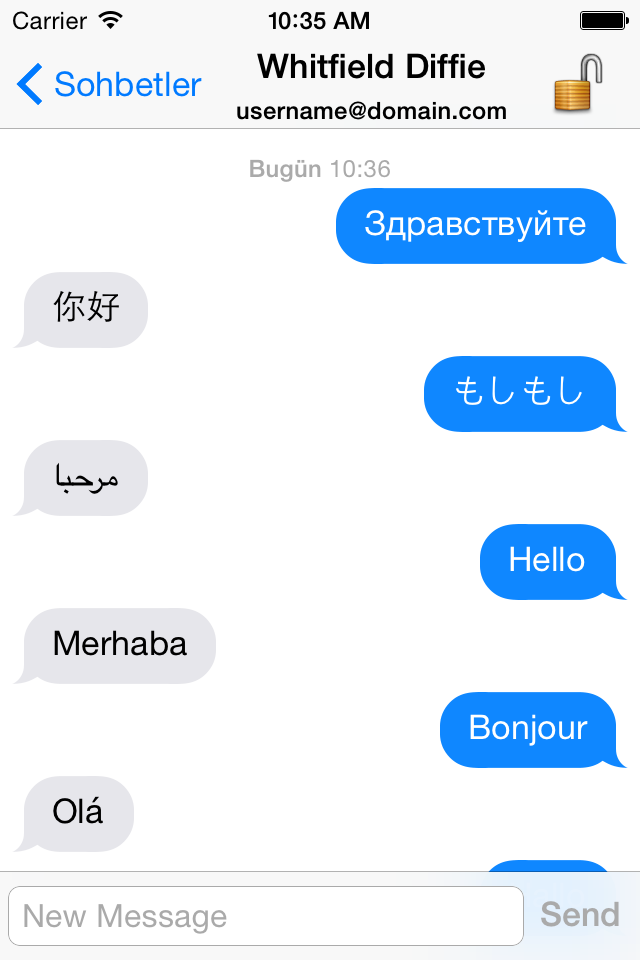 Carrier 10:35 AM
Sohbetler
Whitfield Diffie
username@domain.com
Bugün 10:36
Здравствуйте
你好
もしもし
مرحبا
Hello
Merhaba
Bonjour
Olá
New Message
Send